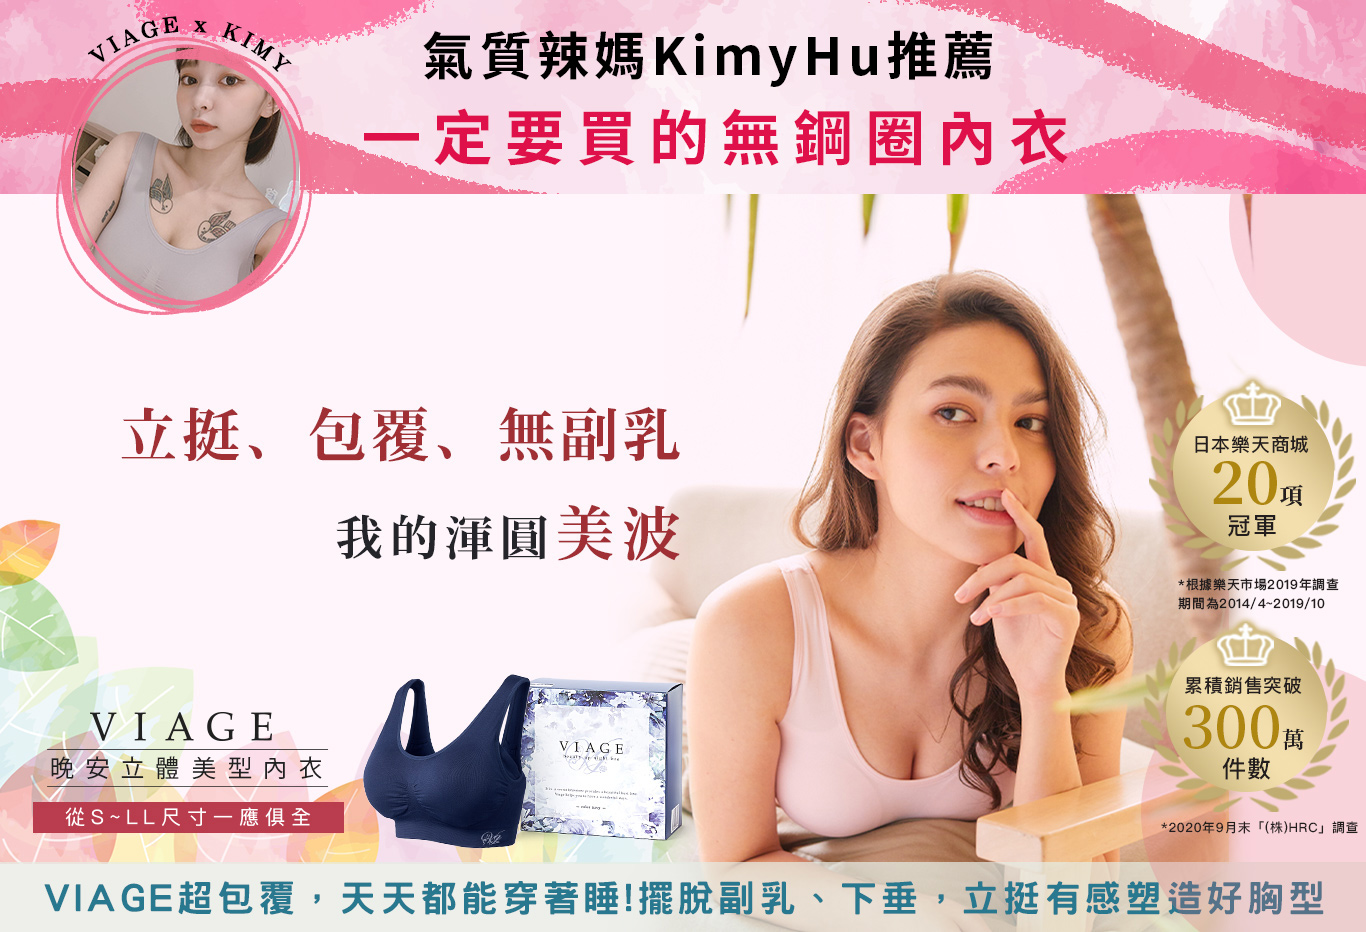 VIAGE x KIMY
氣質辣媽KimyHu推薦
一定要買的無鋼圈內衣
立挺、包覆、無副乳
我的渾圓美波
日本樂天商城
20項
冠軍
*根據樂天市場2019年調查
期間為2014/4~2019/10
累積銷售突破
300萬
件數
*2020年9月末「(株)HRC」調查
VIAGE
晚安立體美型內衣
從S~LL尺寸一應俱全
VIAGE
beauty up night bra
VIAGE超包覆，天天都能穿著睡!擺脫副乳、下垂，立挺有感塑造好胸型